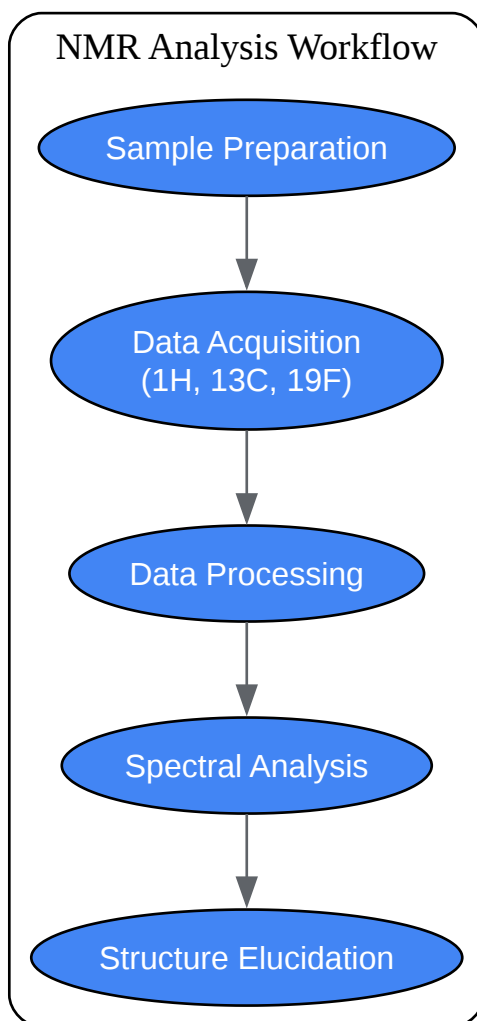 NMR Analysis Workflow
Sample Preparation
Data Acquisition
(1H, 13C, 19F)
Data Processing
Spectral Analysis
Structure Elucidation